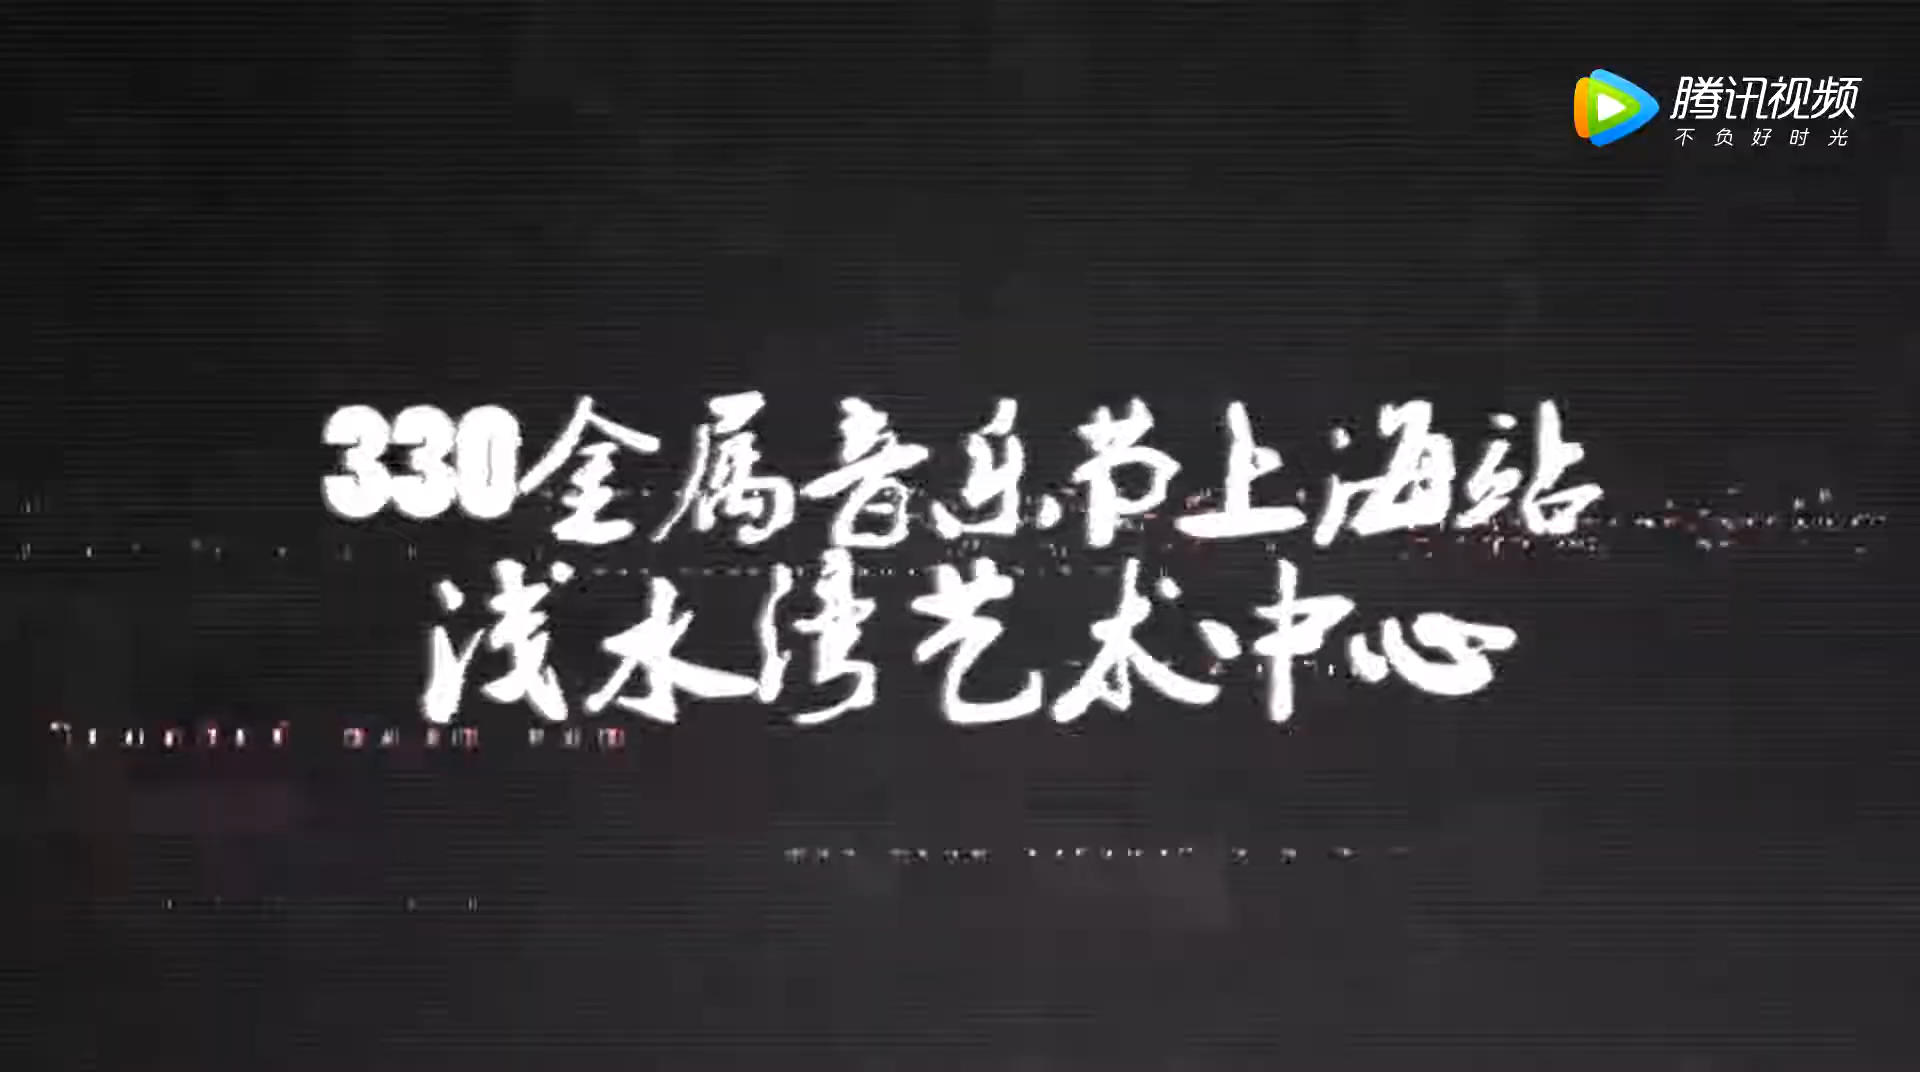 腾讯视频
不负好时光
330金属音乐节上海站
浅水湾艺术中心